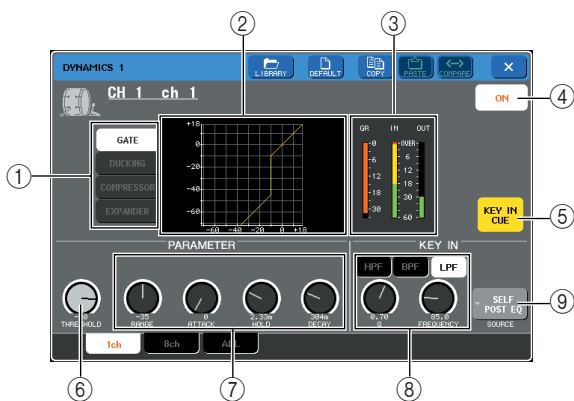 ② ③
DYNAMICS 1 LIBRARY DEFAULT COPY PASTE COMPARE ×
CH 1 ch 1 ON ④
① GATE
DUCKING
COMPRESSOR
EXPANDER
+18
0
-20
-40
-60
-60 -40 -20 0 +18
GR IN OUT
0 OVER
6 6
12 12
18 18
30 30
60
KEY IN
CUE ⑤
PARAMETER KEY IN
HPF BPF LPF
THRESHOLD
-35 0 2.33m 304m 0.70 85.0
RANGE ATTACK HOLD DECAY Q FREQUENCY
SELF
POST EQ ⑨
SOURCE
1ch 8ch ALL
⑥ ⑦ ⑧